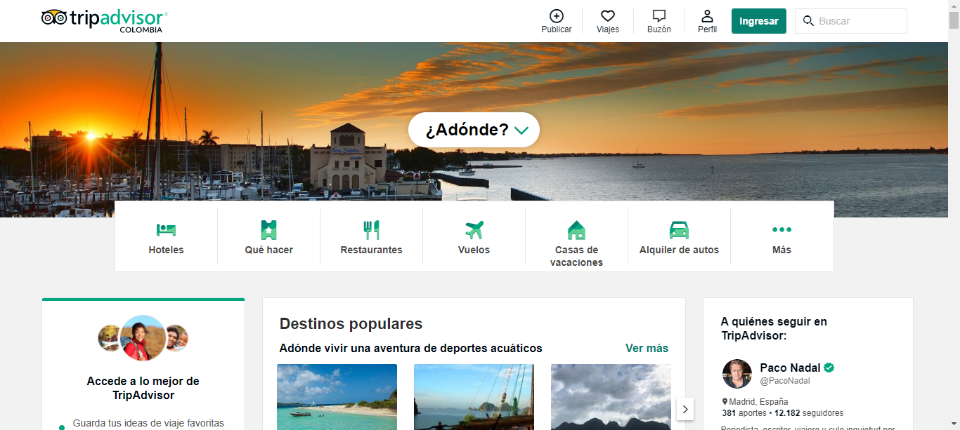 tripadvisor
COLOMBIA
Publicar
Viajes
Buzón
Perfil
Ingresar
Buscar
¿Adónde?
Hoteles
Qué hacer
Restaurantes
Vuelos
Casas de
vacaciones
Alquiler de autos
Más
Accede a lo mejor de
TripAdvisor
Guarda tus ideas de viaje favoritas
Destinos populares
Adónde vivir una aventura de deportes acuáticos
Ver más
A quiénes seguir en
TripAdvisor:
Paco Nadal
@PacoNadal
Madrid, España
381 aportes • 12.182 seguidores
Periodista, escritor, viajero y culo inquietud por